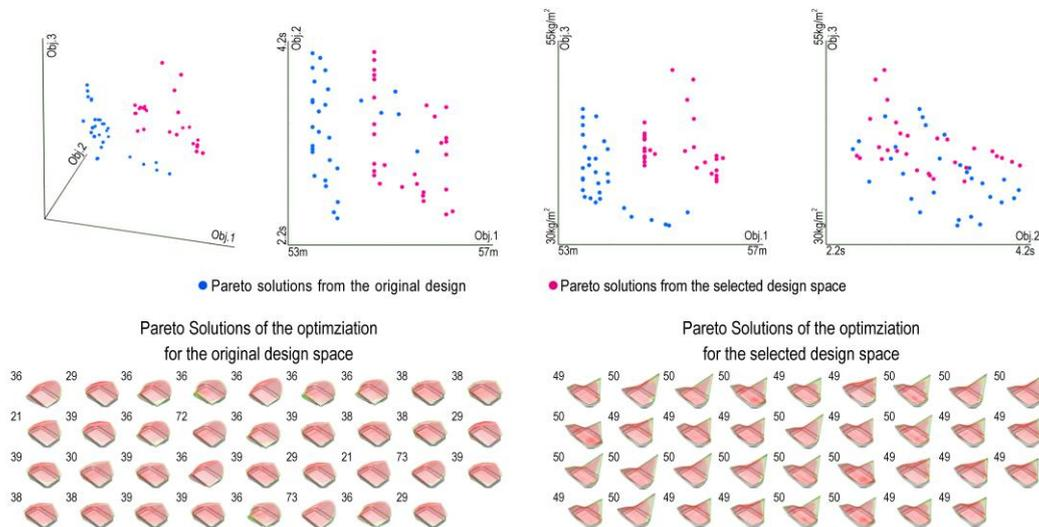 Obj.3
Obj.2
Obj.1
4.2s
Obj.2
2.2s
Obj.1
53m
57m
55kg/m²
Obj.3
30kg/m²
Obj.1
53m
57m
55kg/m²
Obj.3
30kg/m²
Obj.2
2.2s
4.2s
Pareto solutions from the original design
Pareto solutions from the selected design space
Pareto Solutions of the optimziation
for the original design space
36 29 36 36 36 36 36 38 38
21 39 36 72 36 39 38 38 29
39 30 39 36 39 29 21 73 39
38 38 39 39 36 73 36 29
Pareto Solutions of the optimziation
for the selected design space
49 50 50 50 49 49 50 50 50
50 49 49 49 49 50 50 49 49
50 50 49 50 50 50 49 49 49
49 50 49 49 50 50 49 49